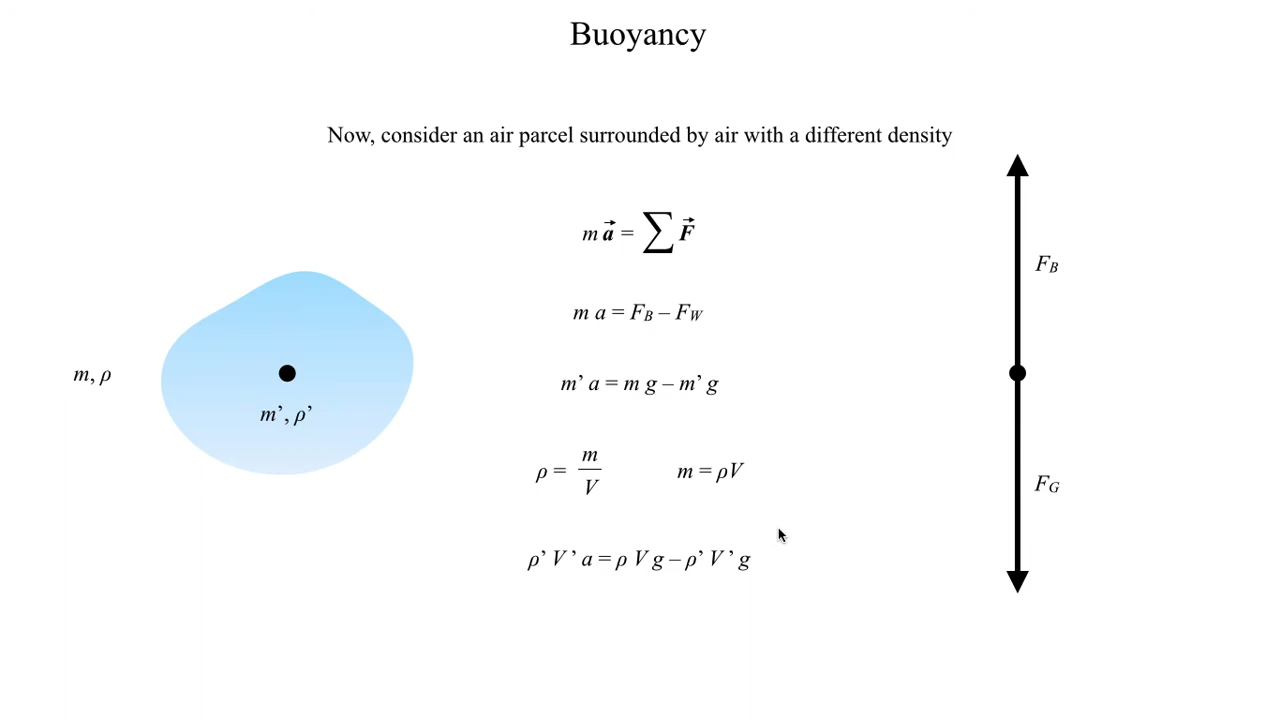 Buoyancy
Now, consider an air parcel surrounded by air with a different density
m a⃗ = ∑ F⃗
m a = F_B – F_W
m, ρ
m’, ρ’
m’ a = m g – m’ g
ρ = m/V    m = ρV
ρ’ V’ a = ρ V g – ρ’ V’ g
F_B
F_G